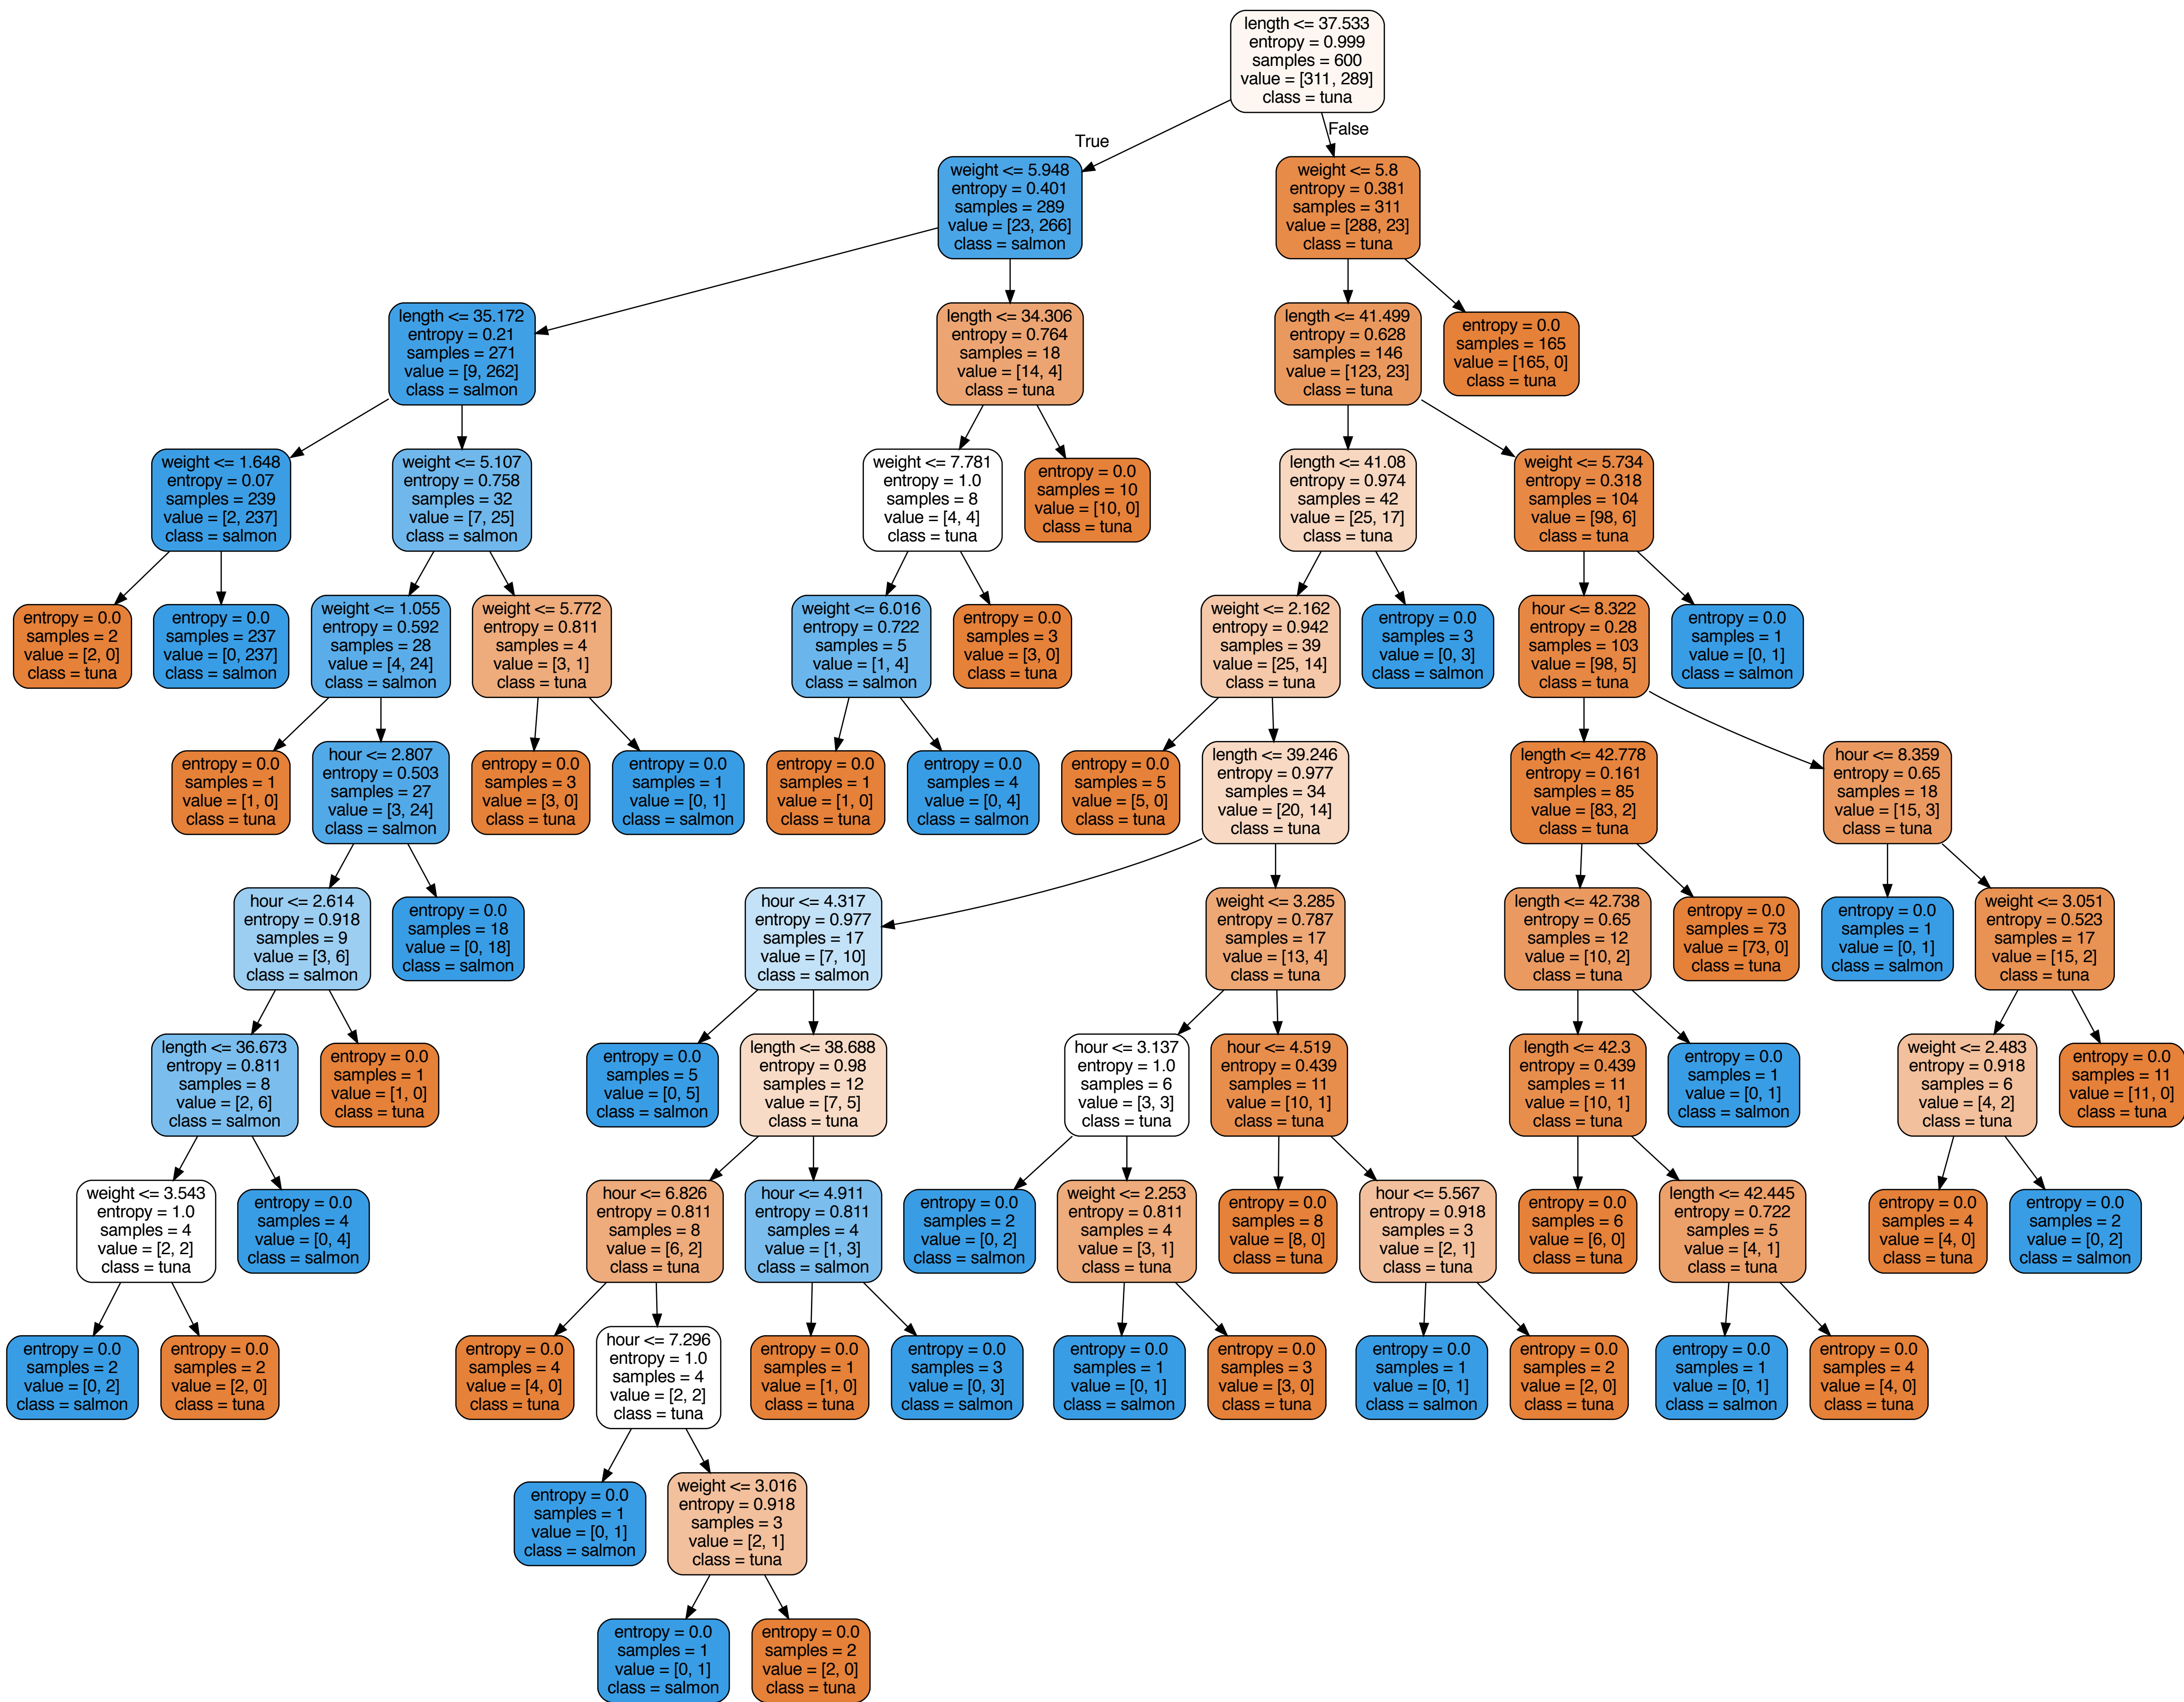 length <= 37.533
entropy = 0.999
samples = 600
value = [311, 289]
class = tuna
True
False
weight <= 5.948
entropy = 0.401
samples = 289
value = [23, 266]
class = salmon
weight <= 5.8
entropy = 0.381
samples = 311
value = [288, 23]
class = tuna
length <= 35.172
entropy = 0.21
samples = 271
value = [9, 262]
class = salmon
length <= 34.306
entropy = 0.764
samples = 18
value = [14, 4]
class = tuna
length <= 41.499
entropy = 0.628
samples = 146
value = [123, 23]
class = tuna
entropy = 0.0
samples = 165
value = [165, 0]
class = tuna
weight <= 1.648
entropy = 0.07
samples = 239
value = [2, 237]
class = salmon
weight <= 5.107
entropy = 0.758
samples = 32
value = [7, 25]
class = salmon
weight <= 7.781
entropy = 1.0
samples = 8
value = [4, 4]
class = tuna
entropy = 0.0
samples = 10
value = [10, 0]
class = tuna
length <= 41.08
entropy = 0.974
samples = 42
value = [25, 17]
class = tuna
weight <= 5.734
entropy = 0.318
samples = 104
value = [98, 6]
class = tuna
entropy = 0.0
samples = 2
value = [2, 0]
class = tuna
entropy = 0.0
samples = 237
value = [0, 237]
class = salmon
weight <= 1.055
entropy = 0.592
samples = 28
value = [4, 24]
class = salmon
weight <= 5.772
entropy = 0.811
samples = 4
value = [3, 1]
class = tuna
weight <= 6.016
entropy = 0.722
samples = 5
value = [1, 4]
class = salmon
entropy = 0.0
samples = 3
value = [3, 0]
class = tuna
weight <= 2.162
entropy = 0.942
samples = 39
value = [25, 14]
class = tuna
entropy = 0.0
samples = 3
value = [0, 3]
class = salmon
hour <= 8.322
entropy = 0.28
samples = 103
value = [98, 5]
class = tuna
entropy = 0.0
samples = 1
value = [0, 1]
class = salmon
entropy = 0.0
samples = 1
value = [1, 0]
class = tuna
hour <= 2.807
entropy = 0.503
samples = 27
value = [3, 24]
class = salmon
entropy = 0.0
samples = 3
value = [3, 0]
class = tuna
entropy = 0.0
samples = 1
value = [0, 1]
class = salmon
entropy = 0.0
samples = 1
value = [1, 0]
class = tuna
entropy = 0.0
samples = 4
value = [0, 4]
class = salmon
entropy = 0.0
samples = 5
value = [5, 0]
class = tuna
length <= 39.246
entropy = 0.977
samples = 34
value = [20, 14]
class = tuna
length <= 42.778
entropy = 0.161
samples = 85
value = [83, 2]
class = tuna
hour <= 8.359
entropy = 0.65
samples = 18
value = [15, 3]
class = tuna
hour <= 2.614
entropy = 0.918
samples = 9
value = [3, 6]
class = salmon
entropy = 0.0
samples = 18
value = [0, 18]
class = salmon
hour <= 4.317
entropy = 0.977
samples = 17
value = [7, 10]
class = salmon
weight <= 3.285
entropy = 0.787
samples = 17
value = [13, 4]
class = tuna
length <= 42.738
entropy = 0.65
samples = 12
value = [10, 2]
class = tuna
entropy = 0.0
samples = 73
value = [73, 0]
class = tuna
entropy = 0.0
samples = 1
value = [0, 1]
class = salmon
weight <= 3.051
entropy = 0.523
samples = 17
value = [15, 2]
class = tuna
length <= 36.673
entropy = 0.811
samples = 8
value = [2, 6]
class = salmon
entropy = 0.0
samples = 1
value = [1, 0]
class = tuna
entropy = 0.0
samples = 5
value = [0, 5]
class = salmon
length <= 38.688
entropy = 0.98
samples = 12
value = [7, 5]
class = tuna
hour <= 3.137
entropy = 1.0
samples = 6
value = [3, 3]
class = tuna
hour <= 4.519
entropy = 0.439
samples = 11
value = [10, 1]
class = tuna
length <= 42.3
entropy = 0.439
samples = 11
value = [10, 1]
class = tuna
entropy = 0.0
samples = 1
value = [0, 1]
class = salmon
weight <= 2.483
entropy = 0.918
samples = 6
value = [4, 2]
class = tuna
entropy = 0.0
samples = 11
value = [11, 0]
class = tuna
weight <= 3.543
entropy = 1.0
samples = 4
value = [2, 2]
class = tuna
entropy = 0.0
samples = 4
value = [0, 4]
class = salmon
hour <= 6.826
entropy = 0.811
samples = 8
value = [6, 2]
class = tuna
hour <= 4.911
entropy = 0.811
samples = 4
value = [1, 3]
class = salmon
entropy = 0.0
samples = 2
value = [0, 2]
class = salmon
weight <= 2.253
entropy = 0.811
samples = 4
value = [3, 1]
class = tuna
entropy = 0.0
samples = 8
value = [8, 0]
class = tuna
hour <= 5.567
entropy = 0.918
samples = 3
value = [2, 1]
class = tuna
entropy = 0.0
samples = 6
value = [6, 0]
class = tuna
length <= 42.445
entropy = 0.722
samples = 5
value = [4, 1]
class = tuna
entropy = 0.0
samples = 4
value = [4, 0]
class = tuna
entropy = 0.0
samples = 2
value = [0, 2]
class = salmon
entropy = 0.0
samples = 2
value = [0, 2]
class = salmon
entropy = 0.0
samples = 2
value = [2, 0]
class = tuna
entropy = 0.0
samples = 4
value = [4, 0]
class = tuna
hour <= 7.296
entropy = 1.0
samples = 4
value = [2, 2]
class = tuna
entropy = 0.0
samples = 1
value = [1, 0]
class = tuna
entropy = 0.0
samples = 3
value = [0, 3]
class = salmon
entropy = 0.0
samples = 1
value = [0, 1]
class = salmon
entropy = 0.0
samples = 3
value = [3, 0]
class = tuna
entropy = 0.0
samples = 1
value = [0, 1]
class = salmon
entropy = 0.0
samples = 2
value = [2, 0]
class = tuna
entropy = 0.0
samples = 1
value = [0, 1]
class = salmon
entropy = 0.0
samples = 4
value = [4, 0]
class = tuna
entropy = 0.0
samples = 1
value = [0, 1]
class = salmon
weight <= 3.016
entropy = 0.918
samples = 3
value = [2, 1]
class = tuna
entropy = 0.0
samples = 1
value = [0, 1]
class = salmon
entropy = 0.0
samples = 2
value = [2, 0]
class = tuna